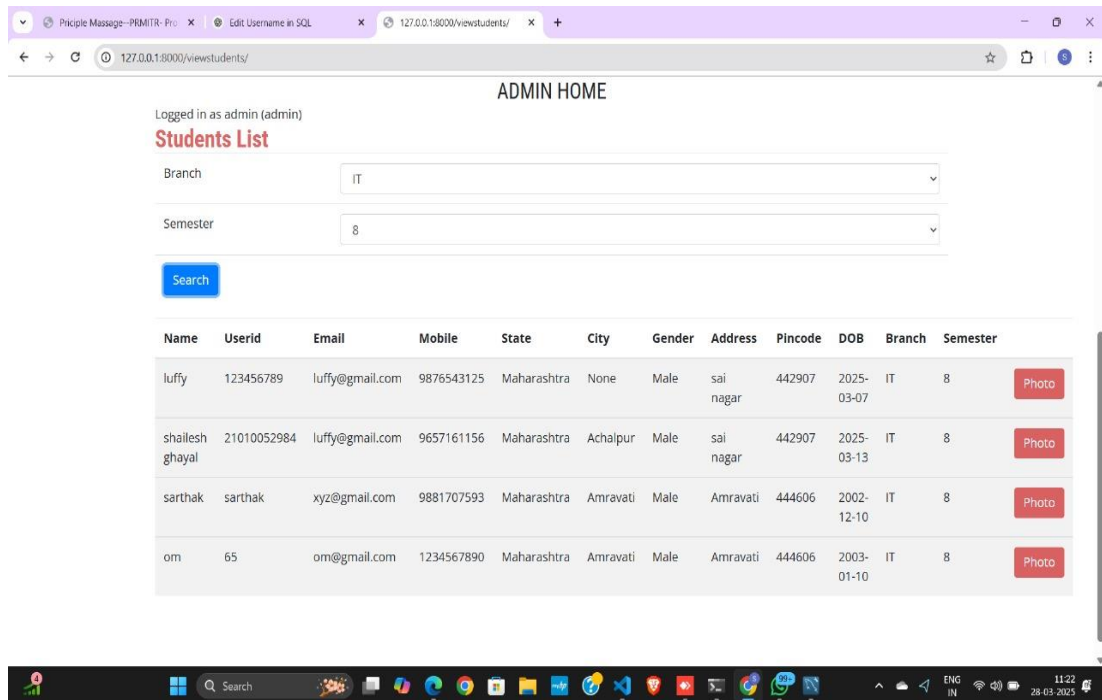 Priciple Massage--PRMITR- Pro
Edit Username in SQL
127.0.0.1:8000/viewstudents/
127.0.0.1:8000/viewstudents/
S
ADMIN HOME
Logged in as admin (admin)
Students List
Branch IT
Semester 8
Search
Name Userid Email Mobile State City Gender Address Pincode DOB Branch Semester
luffy 123456789 luffy@gmail.com 9876543125 Maharashtra None Male sai 442907 2025- IT 8 Photo
nagar 03-07
shailesh 21010052984 luffy@gmail.com 9657161156 Maharashtra Achalpur Male sai 442907 2025- IT 8 Photo
ghayal nagar 03-13
sarthak sarthak xyz@gmail.com 9881707593 Maharashtra Amravati Male Amravati 444606 2002- IT 8 Photo
12-10
om 65 om@gmail.com 1234567890 Maharashtra Amravati Male Amravati 444606 2003- IT 8 Photo
01-10
4
Search
99+
ENG 11:22
IN 28-03-2025